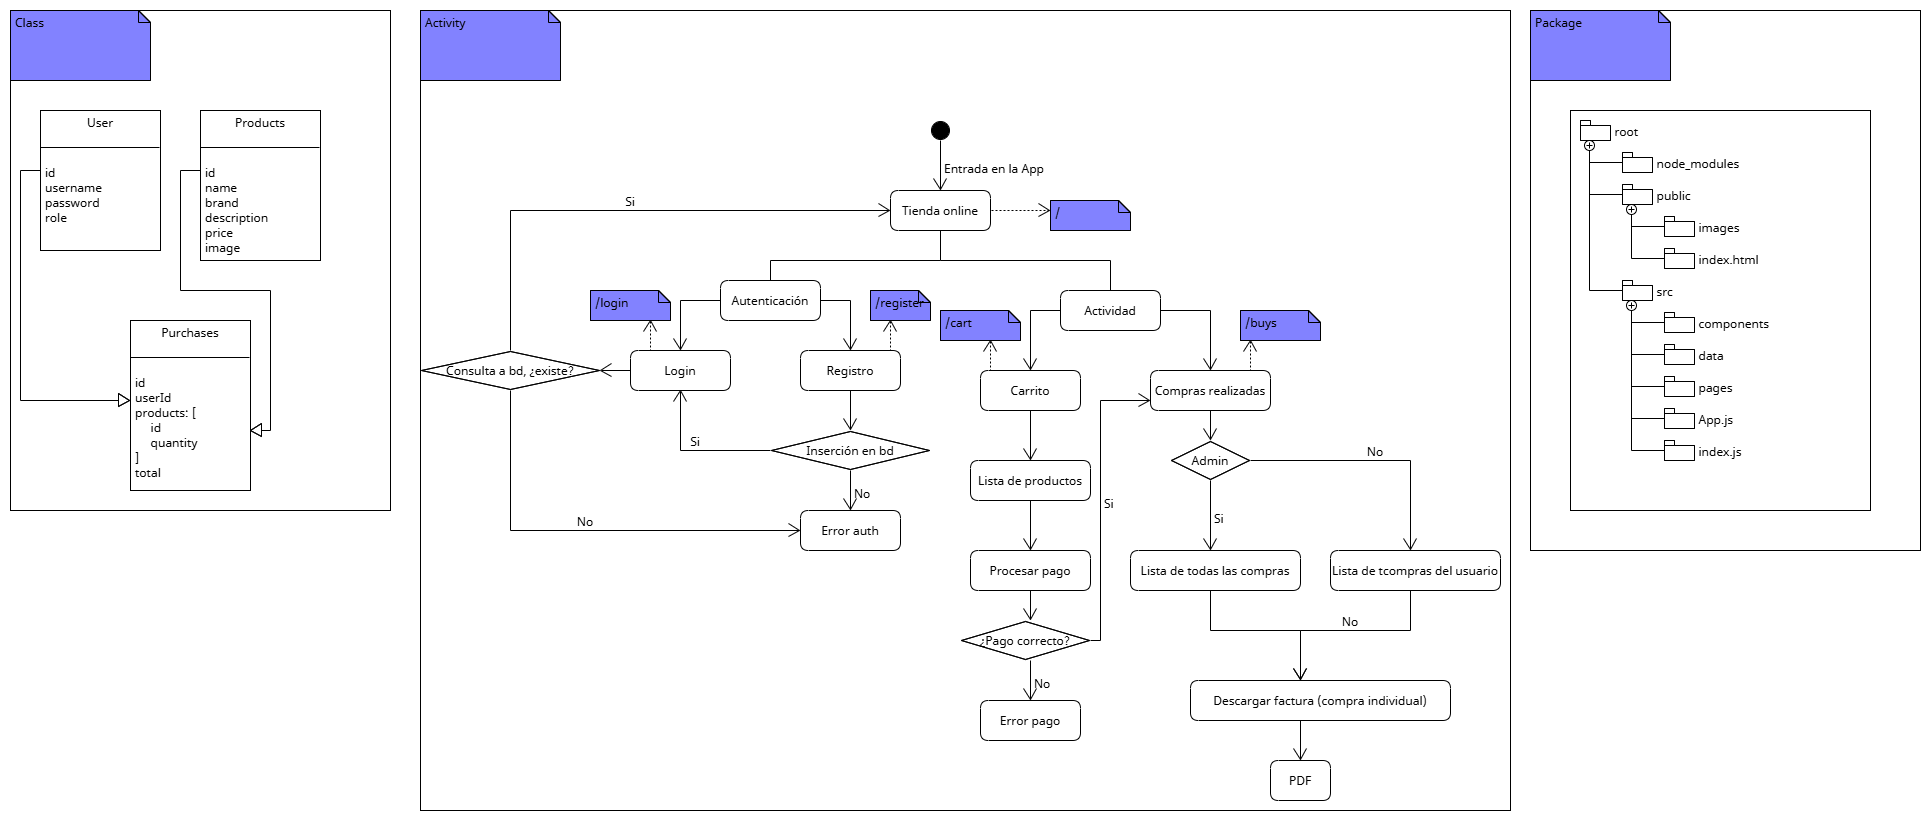 Class
User
id
username
password
role
Products
id
name
brand
description
price
image
Purchases
id
userId
products: [
id
quantity
]
total
Activity
Entrada en la App
Tienda online
/
Si
Autenticación
/login
/register
Actividad
/cart
/buys
Consulta a bd, ¿existe?
Login
Registro
Carrito
Compras realizadas
Si
Inserción en bd
Admin
No
Lista de productos
No
Si
Si
No
Error auth
Procesar pago
Lista de todas las compras
Lista de tcompras del usuario
¿Pago correcto?
No
No
Error pago
Descargar factura (compra individual)
PDF
Package
root
node_modules
public
images
index.html
src
components
data
pages
App.js
index.js